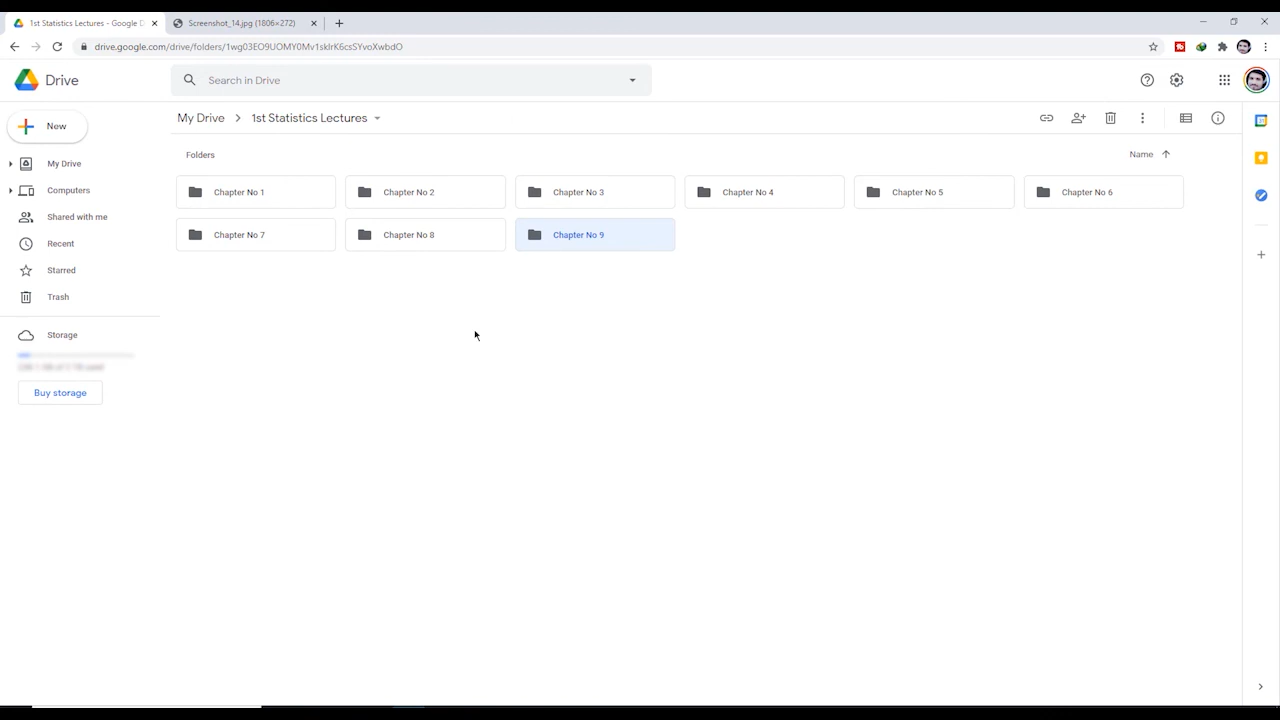 1st Statistics Lectures - Google D
Screenshot_14.jpg (1806×272)
drive.google.com/drive/folders/1wg03EO9UOMY0Mv1skIrK6csSYvoXwbdO
Drive
Search in Drive
New
My Drive
Computers
Shared with me
Recent
Starred
Trash
Storage
Buy storage
My Drive
1st Statistics Lectures
Folders
Name
Chapter No 1
Chapter No 2
Chapter No 3
Chapter No 4
Chapter No 5
Chapter No 6
Chapter No 7
Chapter No 8
Chapter No 9